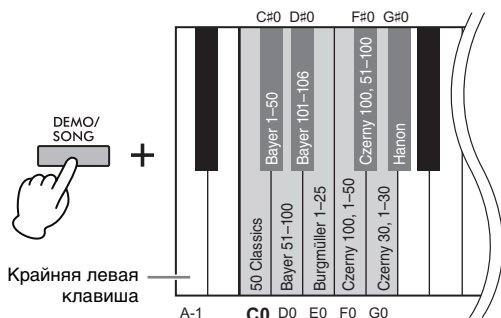 C#0 D#0 F#0 G#0
DEMO/
SONG
+
50 Classics
Bayer 1–50
Bayer 51–100
Bayer 101–106
Burgmüller 1–25
Czerny 100, 1–50
Czerny 100, 51–100
Czerny 30, 1–30
Hanon
Крайняя левая
клавиша
A-1 C0 D0 E0 F0 G0